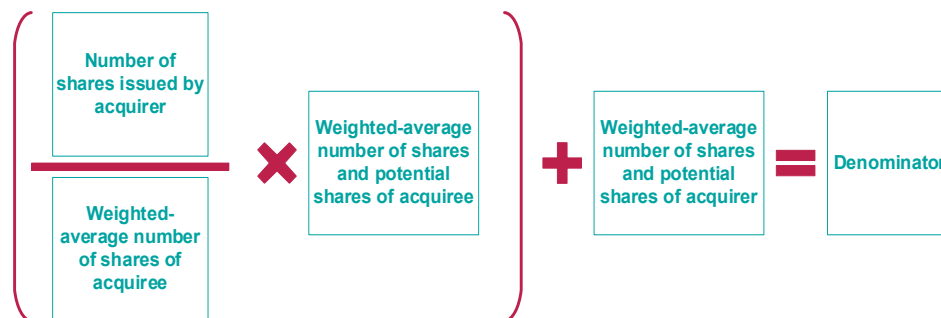 Number of
shares issued by
acquirer
Weighted-
average number
of shares of
acquiree
Weighted-average
number of shares
and potential
shares of acquiree
Weighted-average
number of shares
and potential
shares of acquirer
Denominator